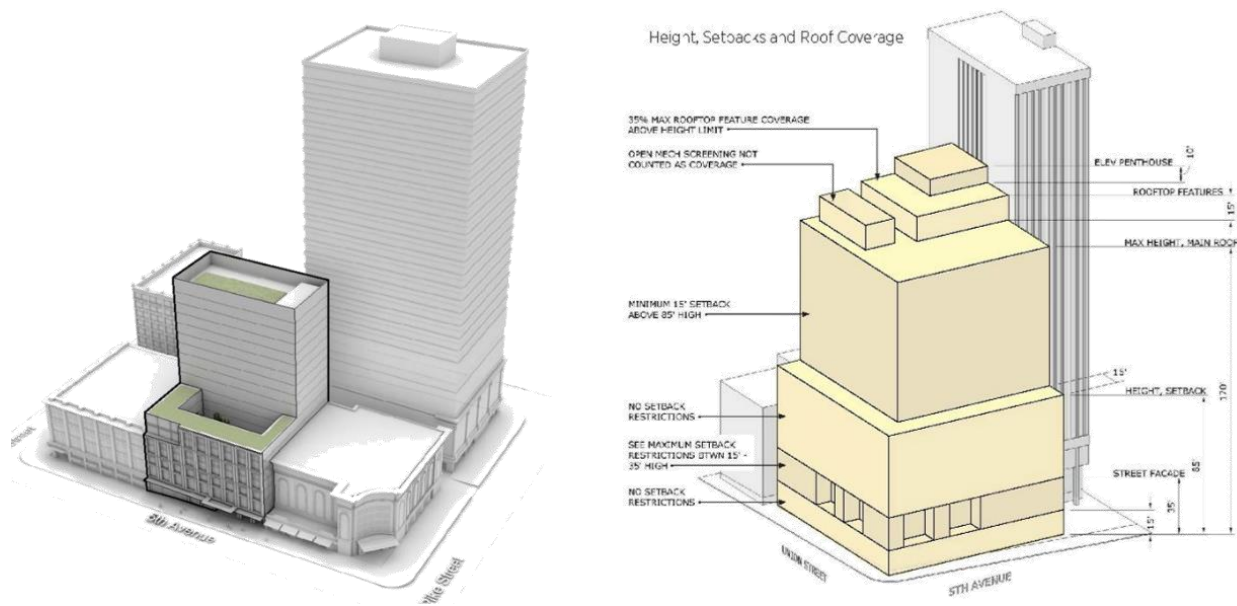 Height, Setbacks and Roof Coverage
35% MAX ROOFTOP FEATURE COVERAGE
ABOVE HEIGHT LIMIT
OPEN MECH SCREENING NOT
COUNTED AS COVERAGE
ELEV PENTHOUSE
10'
ROOFTOP FEATURES
15'
MAX HEIGHT, MAIN ROOF
MINIMUM 15' SETBACK
ABOVE 85' HIGH
15'
HEIGHT, SETBACK
170'
NO SETBACK
RESTRICTIONS
SEE MAXIMUM SETBACK
RESTRICTIONS BTWN 15' -
35' HIGH
NO SETBACK
RESTRICTIONS
STREET FACADE
85'
35'
15'
UNION STREET
5TH AVENUE
Street
5th Avenue
Pike Street